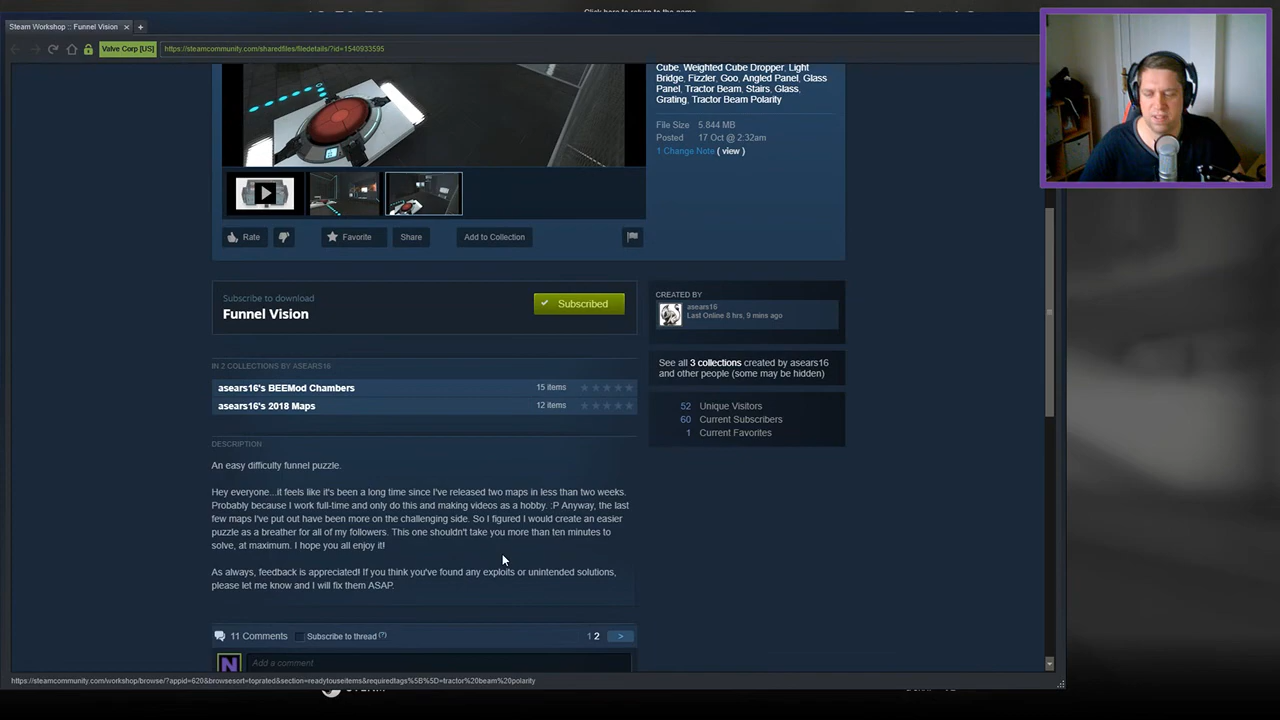 Click here to return to the game
Steam Workshop :: Funnel Vision
Valve Corp [US]
https://steamcommunity.com/sharedfiles/filedetails/?id=1540933595
Cube, Weighted Cube Dropper, Light
Bridge, Fizzler, Goo, Angled Panel, Glass
Panel, Tractor Beam, Stairs, Glass,
Grating, Tractor Beam Polarity
File Size 5.844 MB
Posted 17 Oct @ 2:32am
1 Change Note ( view )
Rate
Favorite
Share
Add to Collection
Subscribe to download
Funnel Vision
Subscribed
CREATED BY
asears16
Last Online 8 hrs, 9 mins ago
See all 3 collections created by asears16
and other people (some may be hidden)
52 Unique Visitors
60 Current Subscribers
1 Current Favorites
IN 2 COLLECTIONS BY ASEARS16
asears16's BEEMod Chambers 15 items
asears16's 2018 Maps 12 items
DESCRIPTION
An easy difficulty funnel puzzle.
Hey everyone...it feels like it's been a long time since I've released two maps in less than two weeks.
Probably because I work full-time and only do this and making videos as a hobby. :P Anyway, the last
few maps I've put out have been more on the challenging side. So I figured I would create an easier
puzzle as a breather for all of my followers. This one shouldn't take you more than ten minutes to
solve, at maximum. I hope you all enjoy it!
As always, feedback is appreciated! If you think you've found any exploits or unintended solutions,
please let me know and I will fix them ASAP.
11 Comments Subscribe to thread (?) 1 2 >
N
Add a comment
https://steamcommunity.com/workshop/browse/?appid=620&browsesort=toprated&section=readytouseitems&requiredtags%5B%5D=tractor%20beam%20polarity